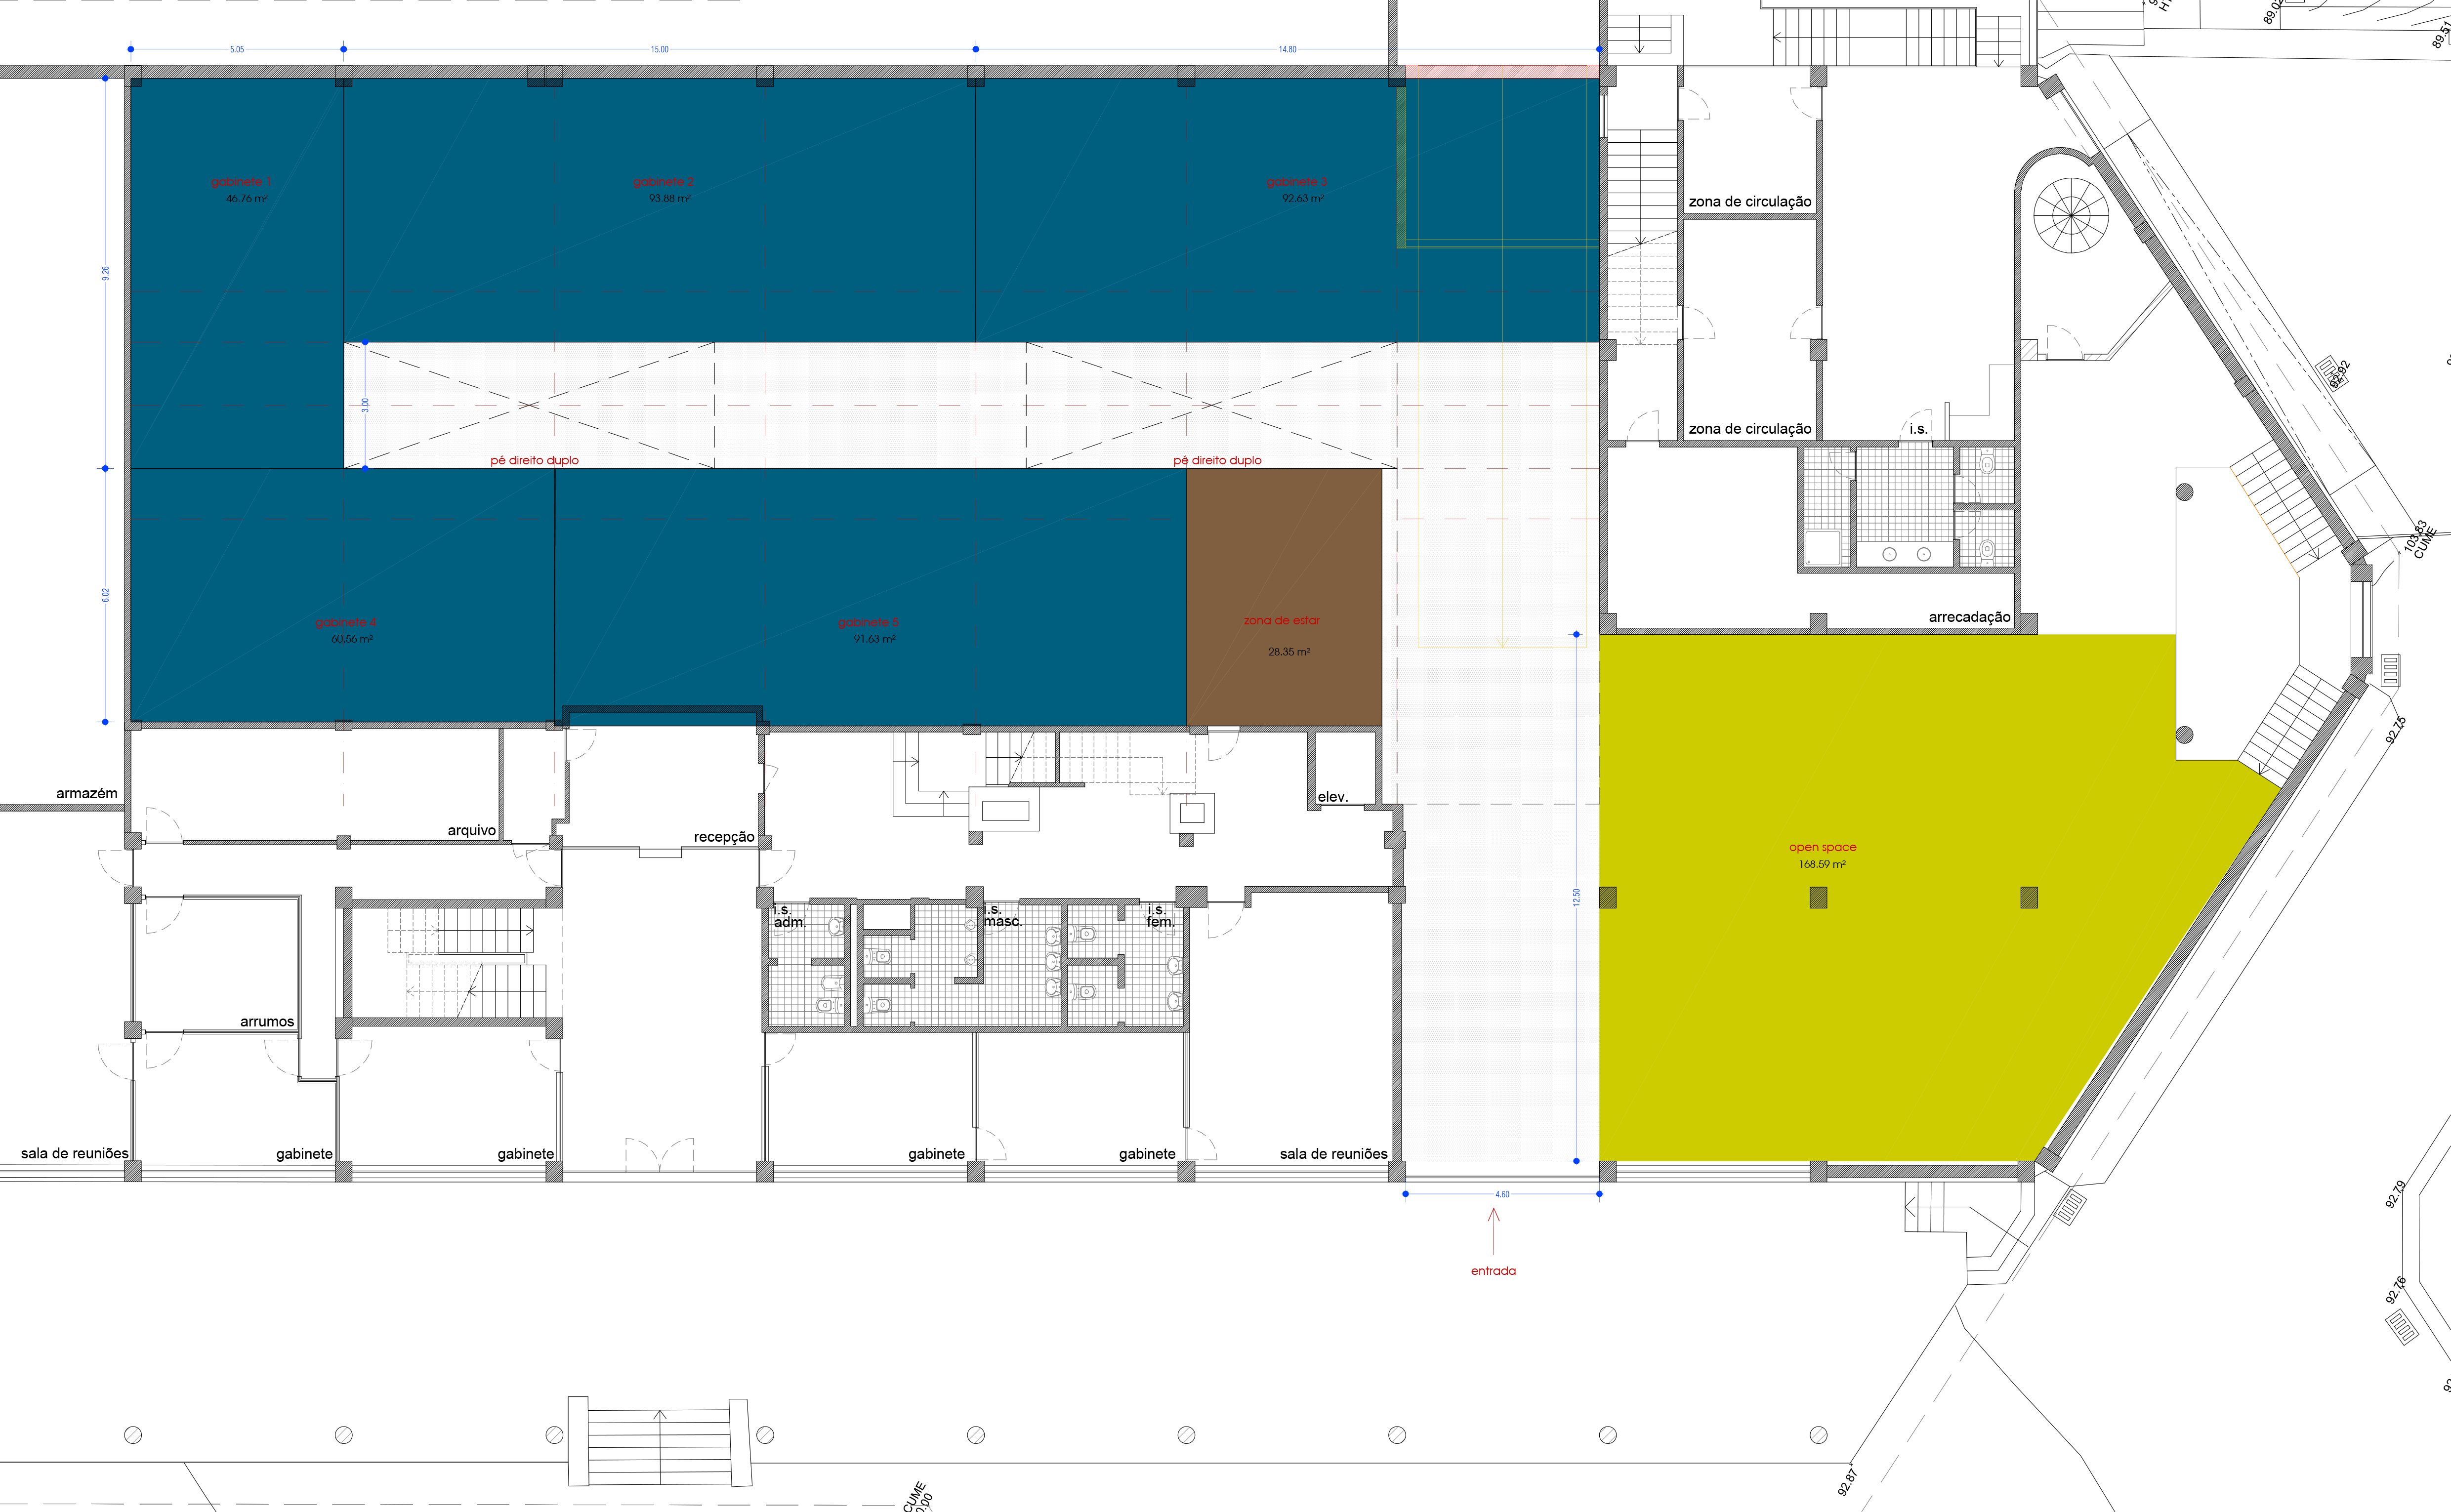 5.05
15.00
14.80
89.02
89.51
9.26
gabinete 1
46.76 m²
gabinete 2
93.88 m²
gabinete 3
92.63 m²
zona de circulação
3.00
92.92
zona de circulação
i.s.
pé direito duplo
pé direito duplo
103.83
CUME
6.02
gabinete 4
60.56 m²
gabinete 5
91.63 m²
zona de estar
28.35 m²
arrecadação
92.75
armazém
elev.
arquivo
recepção
open space
168.59 m²
12.50
i.s.
adm.
i.s.
masc.
i.s.
fem.
arrumos
sala de reuniões
gabinete
gabinete
gabinete
gabinete
sala de reuniões
4.60
92.79
entrada
92.76
92.87
CUME